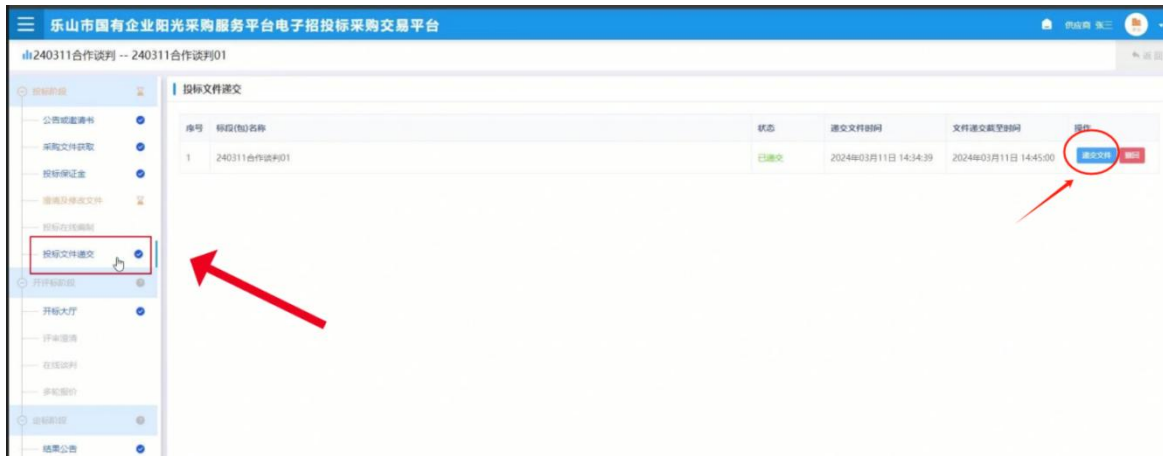 乐山市国有企业阳光采购服务平台电子招投标采购交易平台
供应商 张三
240311合作谈判 -- 240311合作谈判01
返回
投标阶段
公告或邀请书
采购文件获取
投标保证金
澄清及修改文件
投标在线编制
投标文件递交
开评标阶段
开标大厅
评审澄清
在线谈判
多轮报价
定标阶段
结果公告
投标文件递交
序号 标段(包)名称 状态 递交文件时间 文件递交截至时间 操作
1 240311合作谈判01 已递交 2024年03月11日 14:34:39 2024年03月11日 14:45:00 递交文件 撤回